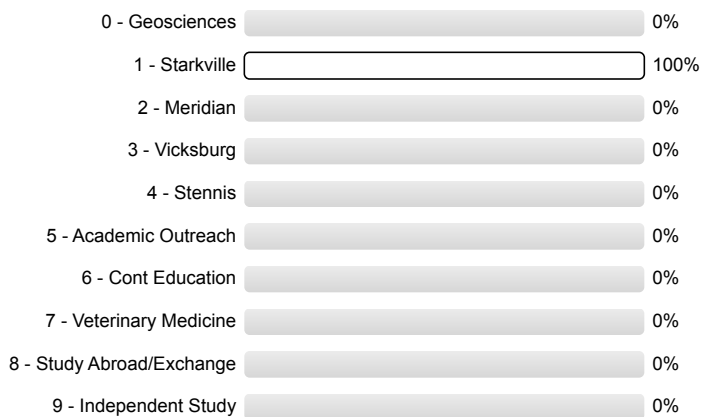 0 - Geosciences 0%
1 - Starkville 100%
2 - Meridian 0%
3 - Vicksburg 0%
4 - Stennis 0%
5 - Academic Outreach 0%
6 - Cont Education 0%
7 - Veterinary Medicine 0%
8 - Study Abroad/Exchange 0%
9 - Independent Study 0%